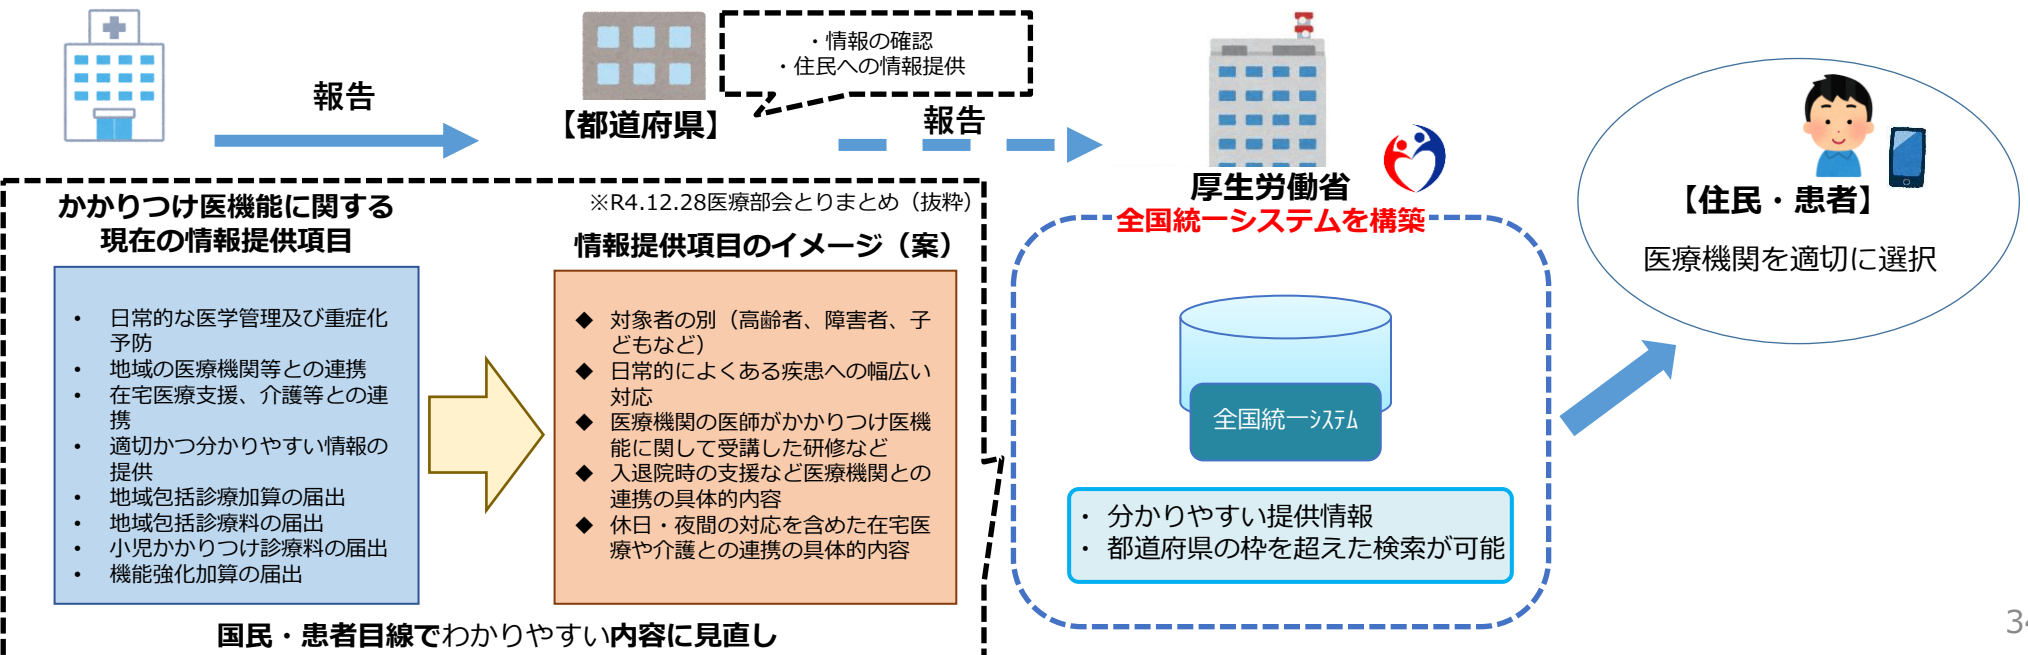 報告
【都道府県】
・情報の確認
・住民への情報提供
報告
厚生労働省
全国統一システムを構築
【住民・患者】
医療機関を適切に選択
かかりつけ医機能に関する
現在の情報提供項目
• 日常的な医学管理及び重症化
予防
• 地域の医療機関等との連携
• 在宅医療支援、介護等との連
携
• 適切かつ分かりやすい情報の
提供
• 地域包括診療加算の届出
• 地域包括診療料の届出
• 小児かかりつけ診療料の届出
• 機能強化加算の届出
※R4.12.28医療部会とりまとめ（抜粋）
情報提供項目のイメージ（案）
◆ 対象者の別（高齢者、障害者、子
どもなど）
◆ 日常的によくある疾患への幅広い
対応
◆ 医療機関の医師がかかりつけ医機
能に関して受講した研修など
◆ 入退院時の支援など医療機関との
連携の具体的内容
◆ 休日・夜間の対応を含めた在宅医
療や介護との連携の具体的内容
国民・患者目線でわかりやすい内容に見直し
全国統一ｼｽﾃﾑ
・ 分かりやすい提供情報
・ 都道府県の枠を超えた検索が可能
34